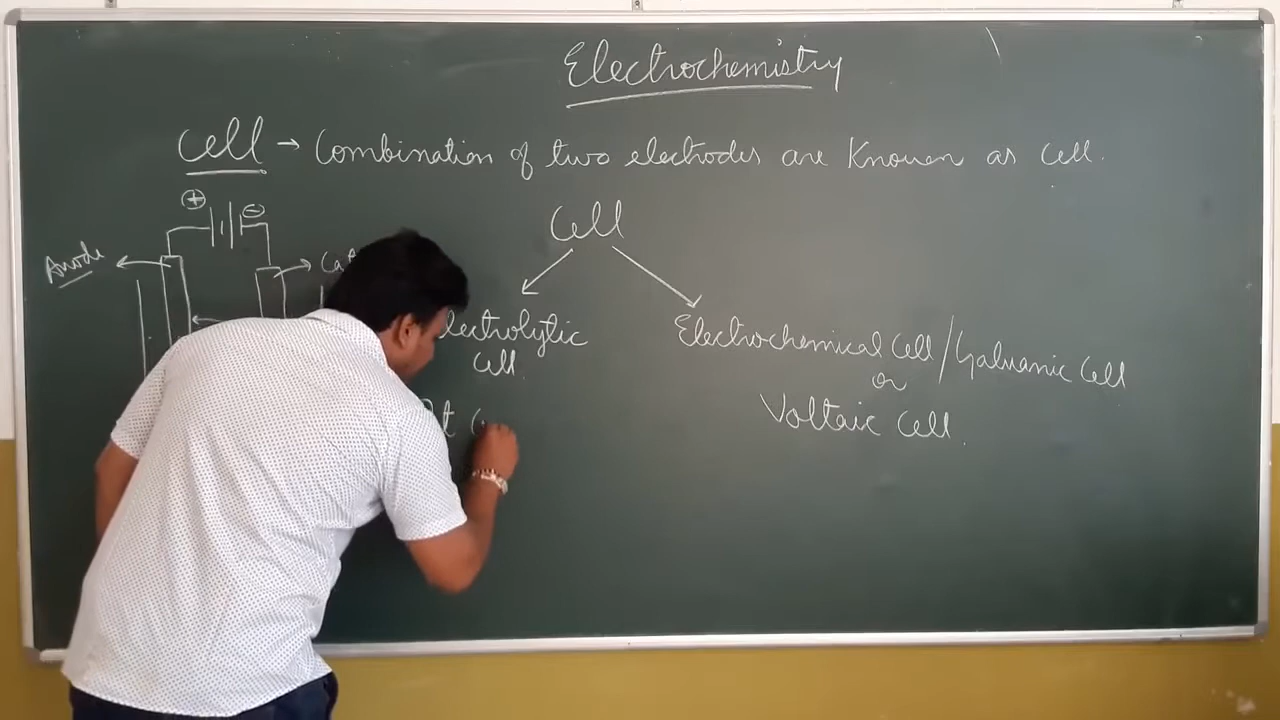 Electrochemistry
Cell → Combination of two electrodes are Known as Cell.
⊕ ⊖
Anode
Cell
Electrolytic
Cell.
Electrochemical Cell / Galvanic Cell
or
Voltaic Cell.